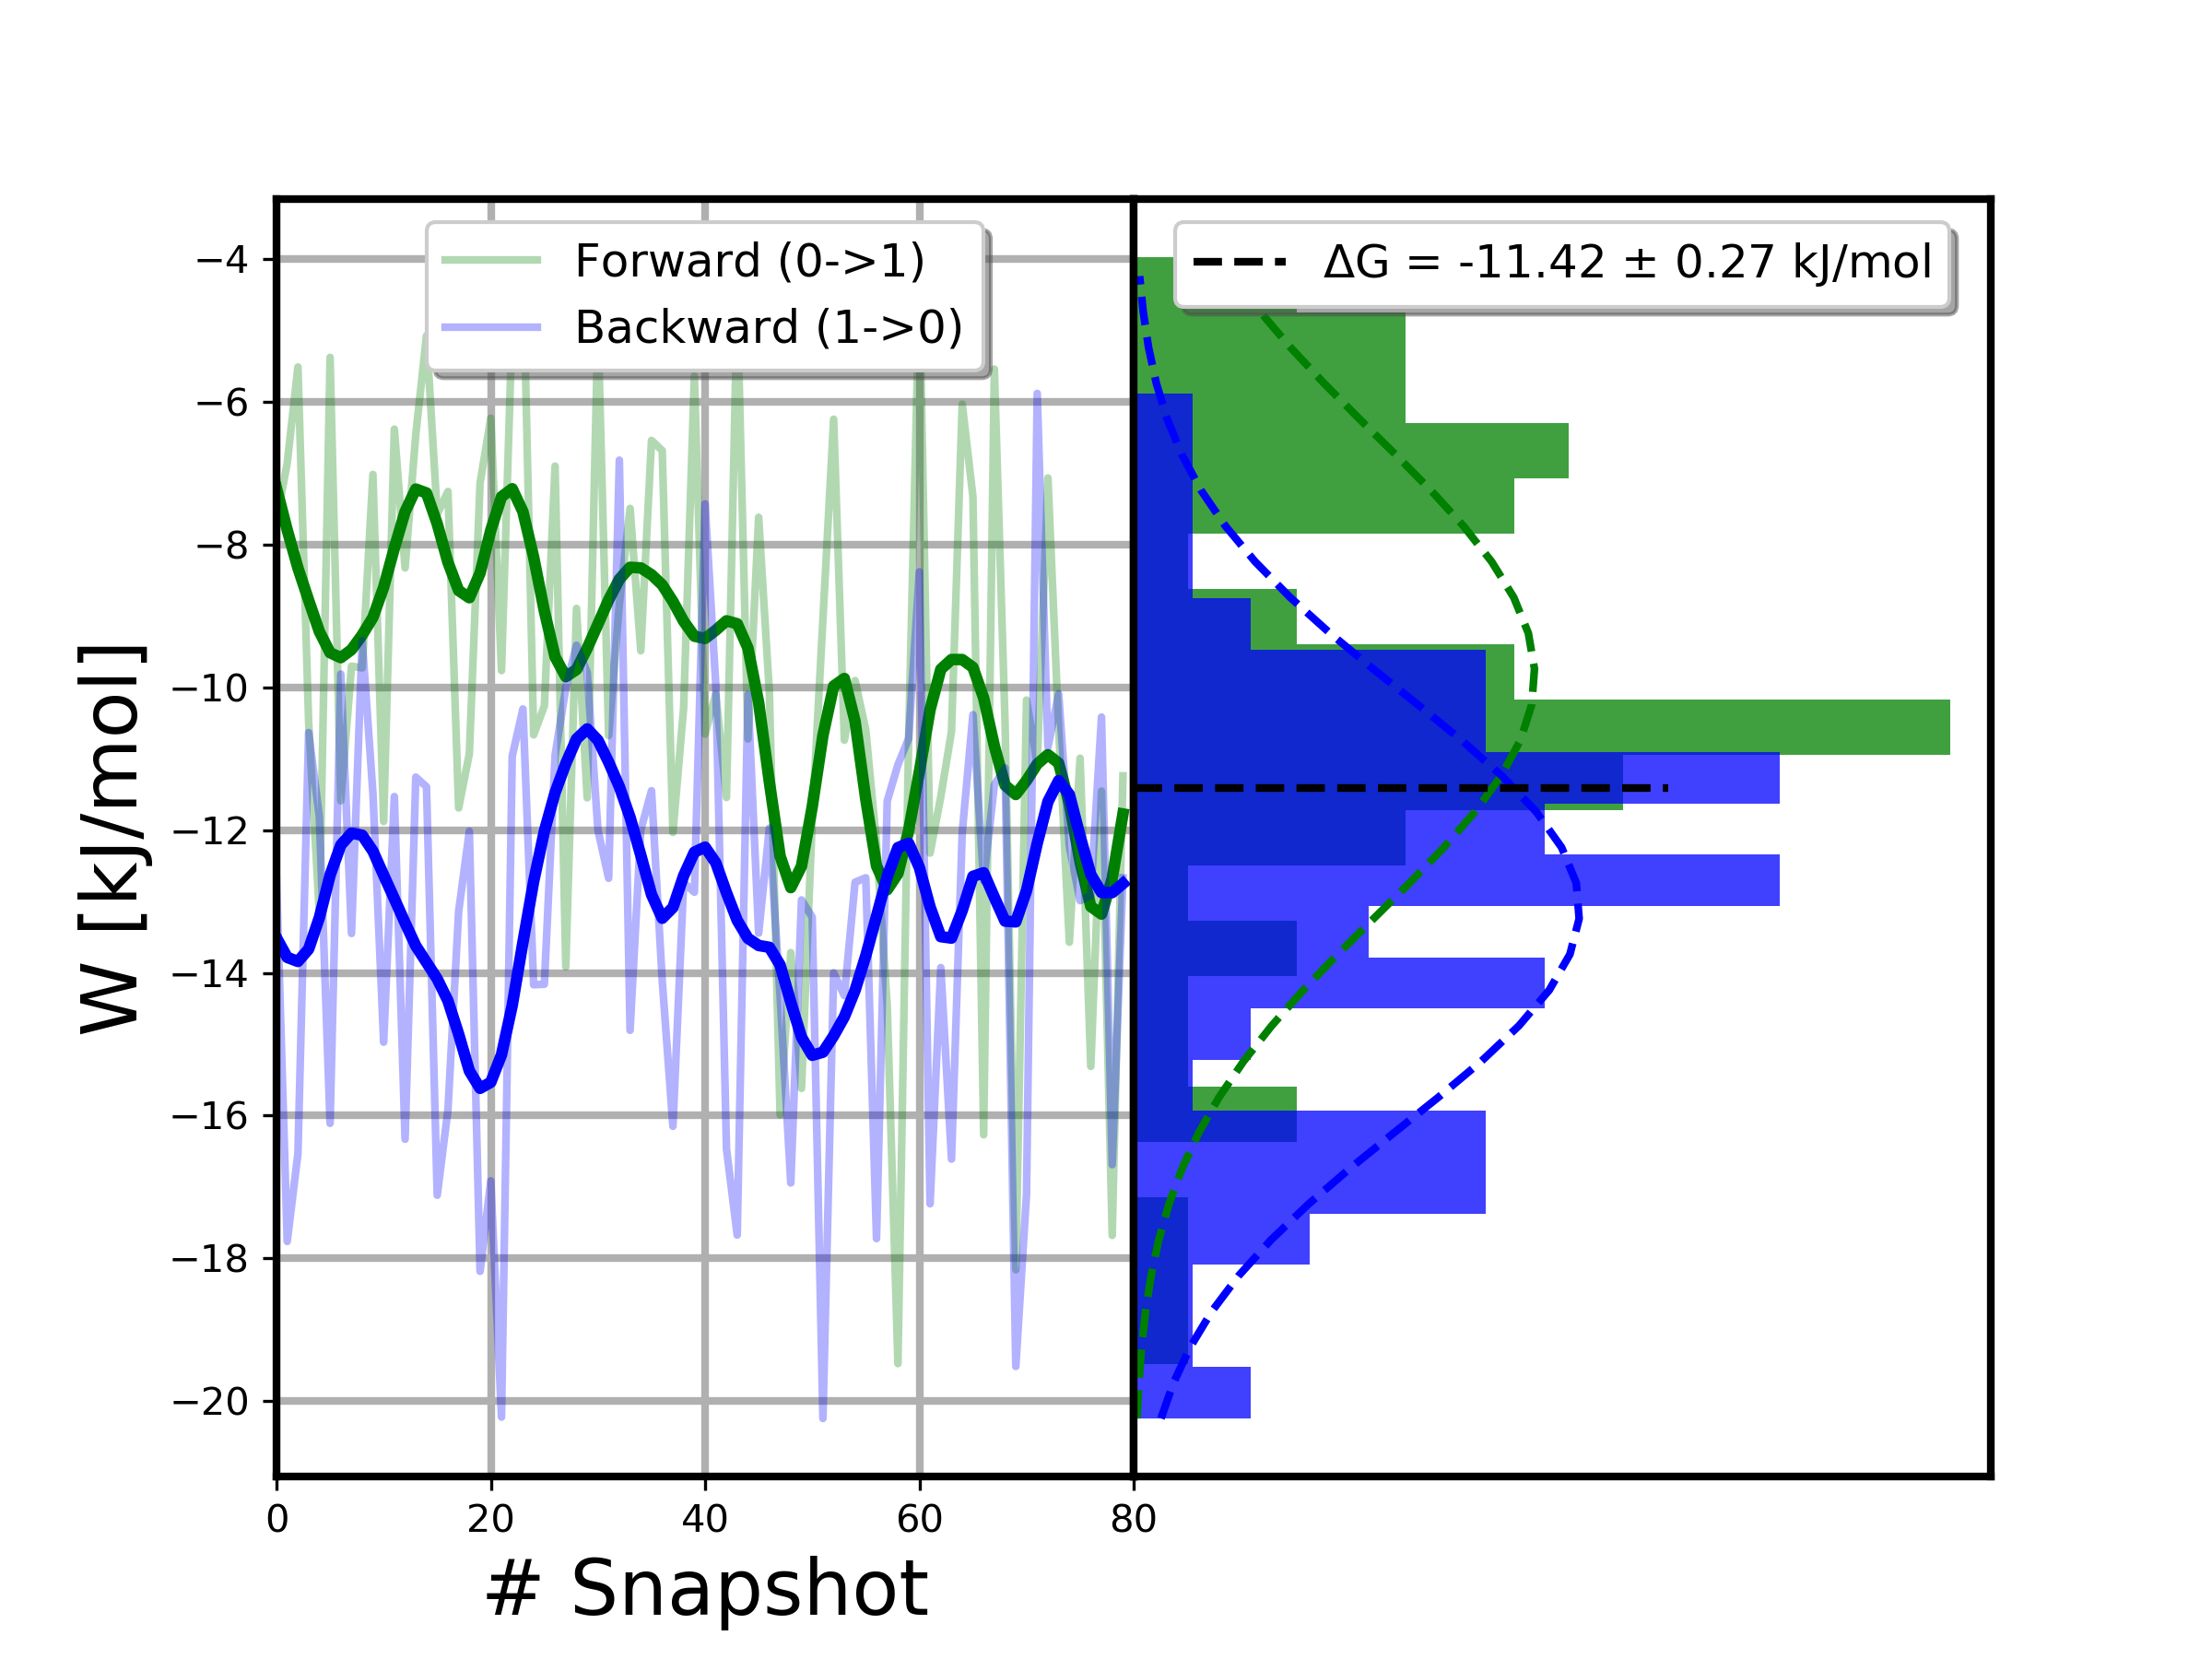 Forward (0->1)
Backward (1->0)
ΔG = -11.42 ± 0.27 kJ/mol
W [kJ/mol]
−4
−6
−8
−10
−12
−14
−16
−18
−20
0 20 40 60 80
# Snapshot